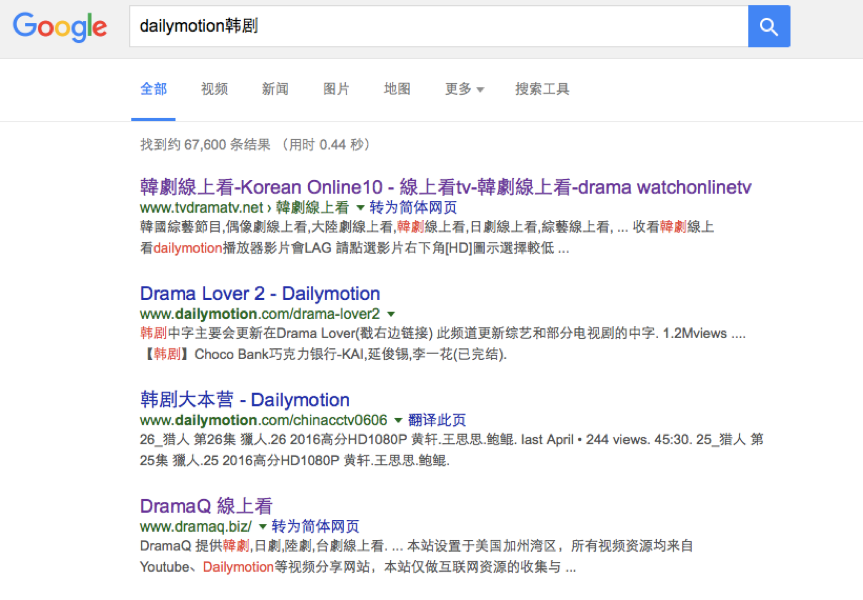 Google dailymotion韩剧
全部 视频 新闻 图片 地图 更多 搜索工具
找到约 67,600 条结果 （用时 0.44 秒）
韓劇線上看-Korean Online10 - 線上看tv-韓劇線上看-drama watchonlinetv
www.tvdramatv.net › 韓劇線上看 转为简体网页
韓國綜藝節目,偶像劇線上看,大陸劇線上看,韓劇線上看,日劇線上看,綜藝線上看, ... 收看韓劇線上
看dailymotion播放器影片會LAG 請點選影片右下角[HD]圖示選擇較低 ...
Drama Lover 2 - Dailymotion
www.dailymotion.com/drama-lover2
韩剧中字主要会更新在Drama Lover(戳右边链接) 此频道更新综艺和部分电视剧的中字. 1.2Mviews ....
【韩剧】Choco Bank巧克力银行-KAI,延俊锡,李一花(已完结).
韩剧大本营 - Dailymotion
www.dailymotion.com/chinacctv0606 翻译此页
26_猎人 第26集 獵人.26 2016高分HD1080P 黄轩.王思思.鲍鲲. last April • 244 views. 45:30. 25_猎人 第
25集 獵人.25 2016高分HD1080P 黄轩.王思思.鲍鲲.
DramaQ 線上看
www.dramaq.biz/ 转为简体网页
DramaQ 提供韓劇,日劇,陸劇,台劇線上看. ... 本站设置于美国加州湾区，所有视频资源均来自
Youtube、Dailymotion等视频分享网站，本站仅做互联网资源的收集与 ...